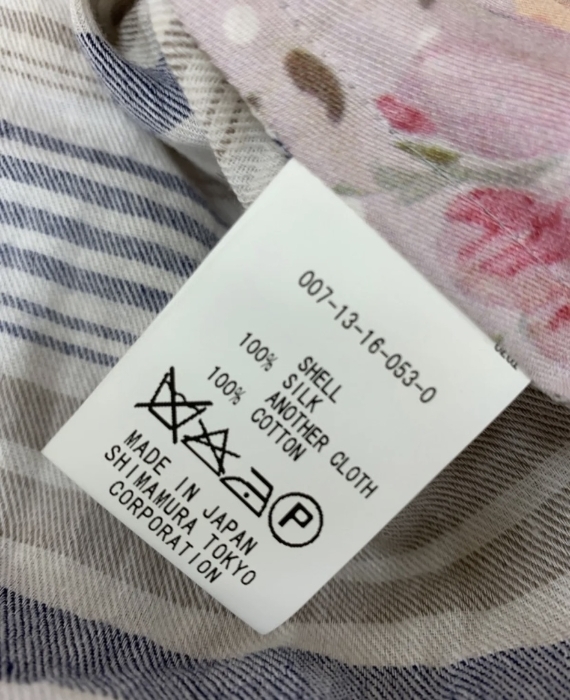 007-13-16-053-0
SHELL
100% SILK
ANOTHER CLOTH
100% COTTON
P
MADE IN JAPAN
SHIMAMURA TOKYO
CORPORATION